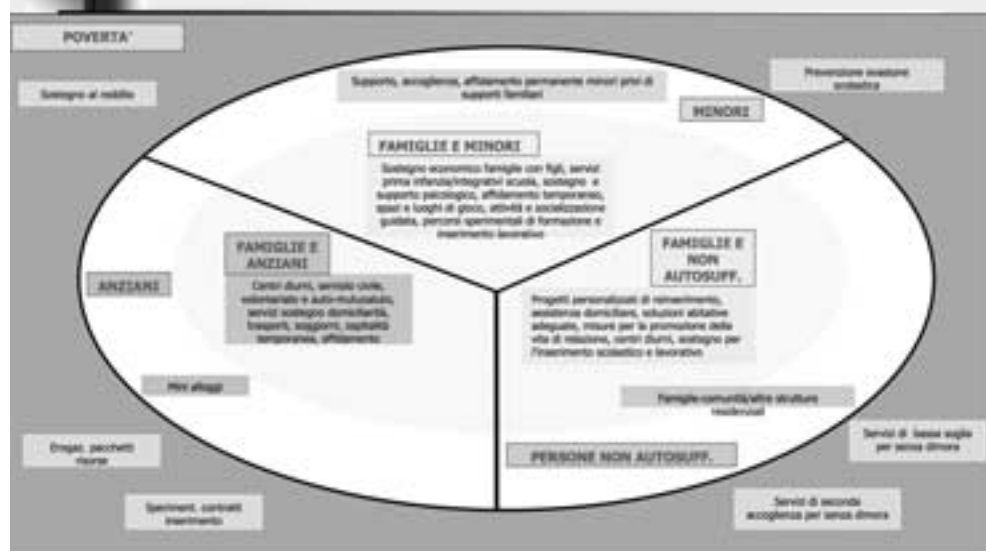 POVERTA'
Sostegno al reddito
Supporto, accoglienza, affidamento permanente minori privi di
supporti familiari
Prevenzione evasione
scolastica
MINORI
FAMIGLIE E MINORI
Sostegno economico famiglie con figli, servizi
prima infanzia/integrativi scuola, sostegno e
supporto psicologico, affidamento temporaneo,
spazi e luoghi di gioco, attività e socializzazione
guidata, percorsi sperimentali di formazione e
inserimento lavorativo
FAMIGLIE E
ANZIANI
Centri diurni, servizio civile,
volontariato e auto-mutuoaiuto,
servizi sostegno domiciliarità,
trasporti, soggiorni, ospitalità
temporanea, affidamento
ANZIANI
FAMIGLIE E
NON
AUTOSUFF.
Progetti personalizzati di reinserimento,
assistenza domiciliare, soluzioni abitative
adeguate, misure per la promozione della
vita di relazione, centri diurni, sostegno per
l'inserimento scolastico e lavorativo
Mini alloggi
Famiglie-comunità/altre strutture
residenziali
Erogaz. pacchetti
risorse
Servizi di bassa soglia
per senza dimora
PERSONE NON AUTOSUFF.
Speriment. contratti
inserimento
Servizi di seconda
accoglienza per senza dimora